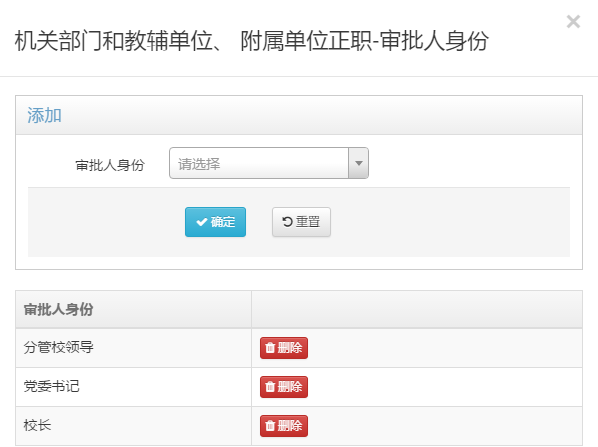 机关部门和教辅单位、 附属单位正职-审批人身份
添加
审批人身份 请选择
确定 重置
审批人身份
分管校领导 删除
党委书记 删除
校长 删除